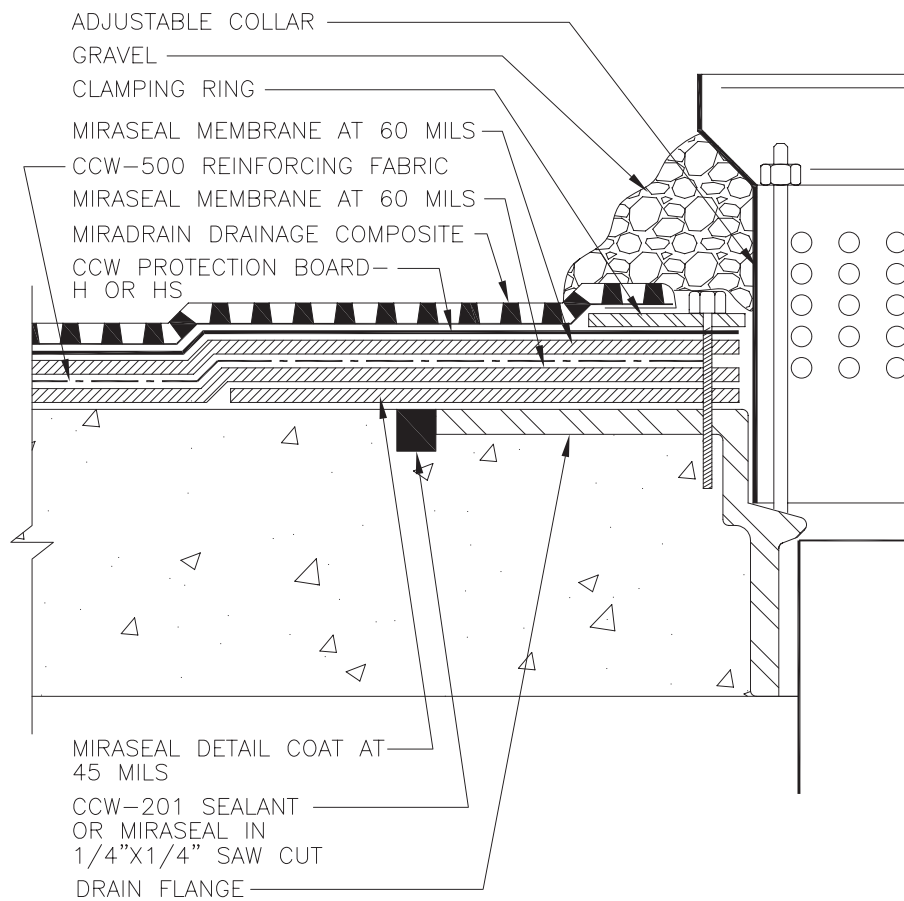 ADJUSTABLE COLLAR
GRAVEL
CLAMPING RING
MIRASEAL MEMBRANE AT 60 MILS
CCW-500 REINFORCING FABRIC
MIRASEAL MEMBRANE AT 60 MILS
MIRADRAIN DRAINAGE COMPOSITE
CCW PROTECTION BOARD-
H OR HS
MIRASEAL DETAIL COAT AT
45 MILS
CCW-201 SEALANT
OR MIRASEAL IN
1/4"X1/4" SAW CUT
DRAIN FLANGE